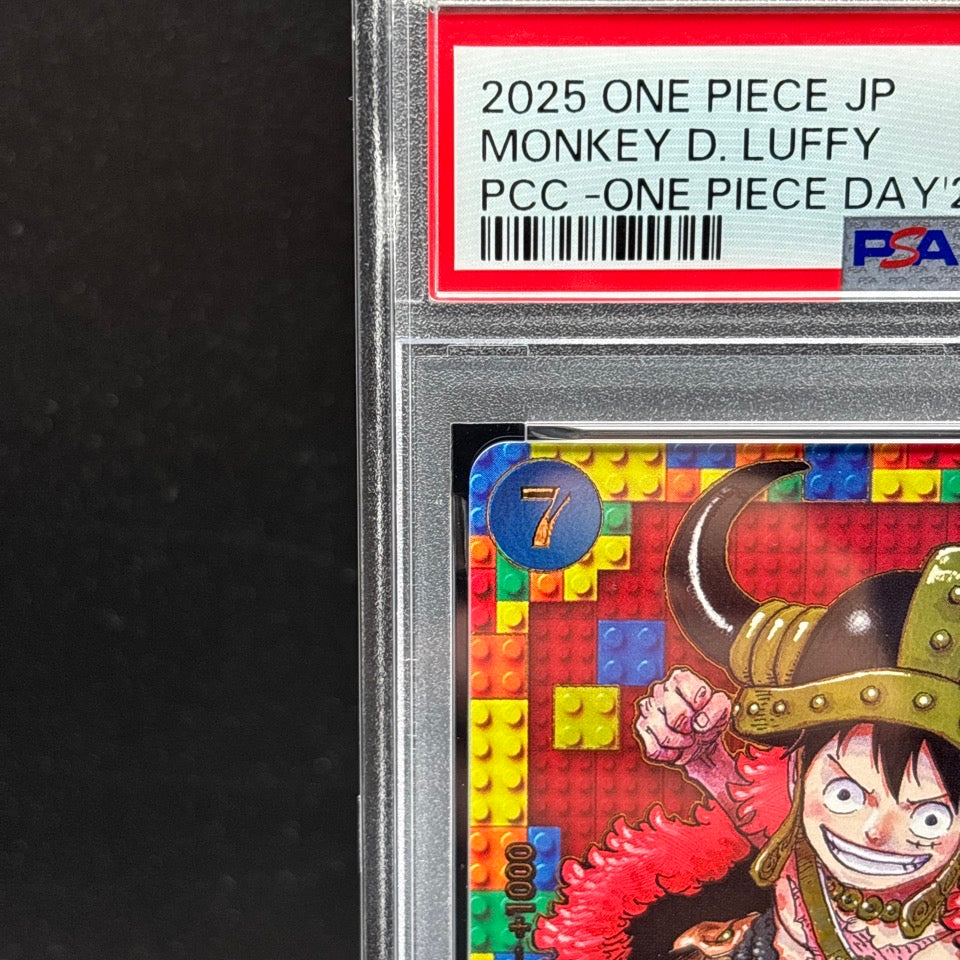 2025 ONE PIECE JP
MONKEY D. LUFFY
PCC -ONE PIECE DAY'2
PSA
7
+1000